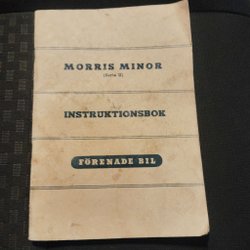 MORRIS MINOR
(Serie II)
INSTRUKTIONSBOK
FÖRENADE BIL